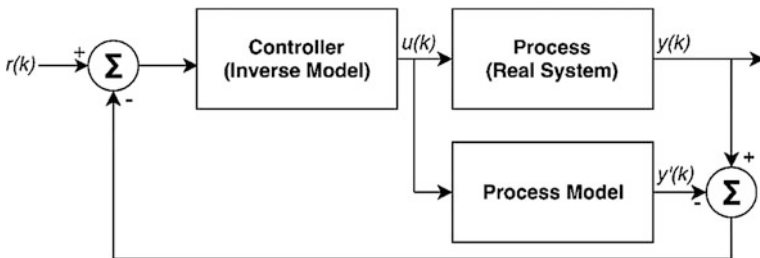 r(k)
+
Σ
-
Controller
(Inverse Model)
u(k)
Process
(Real System)
y(k)
Process Model
y'(k)
+
-
Σ